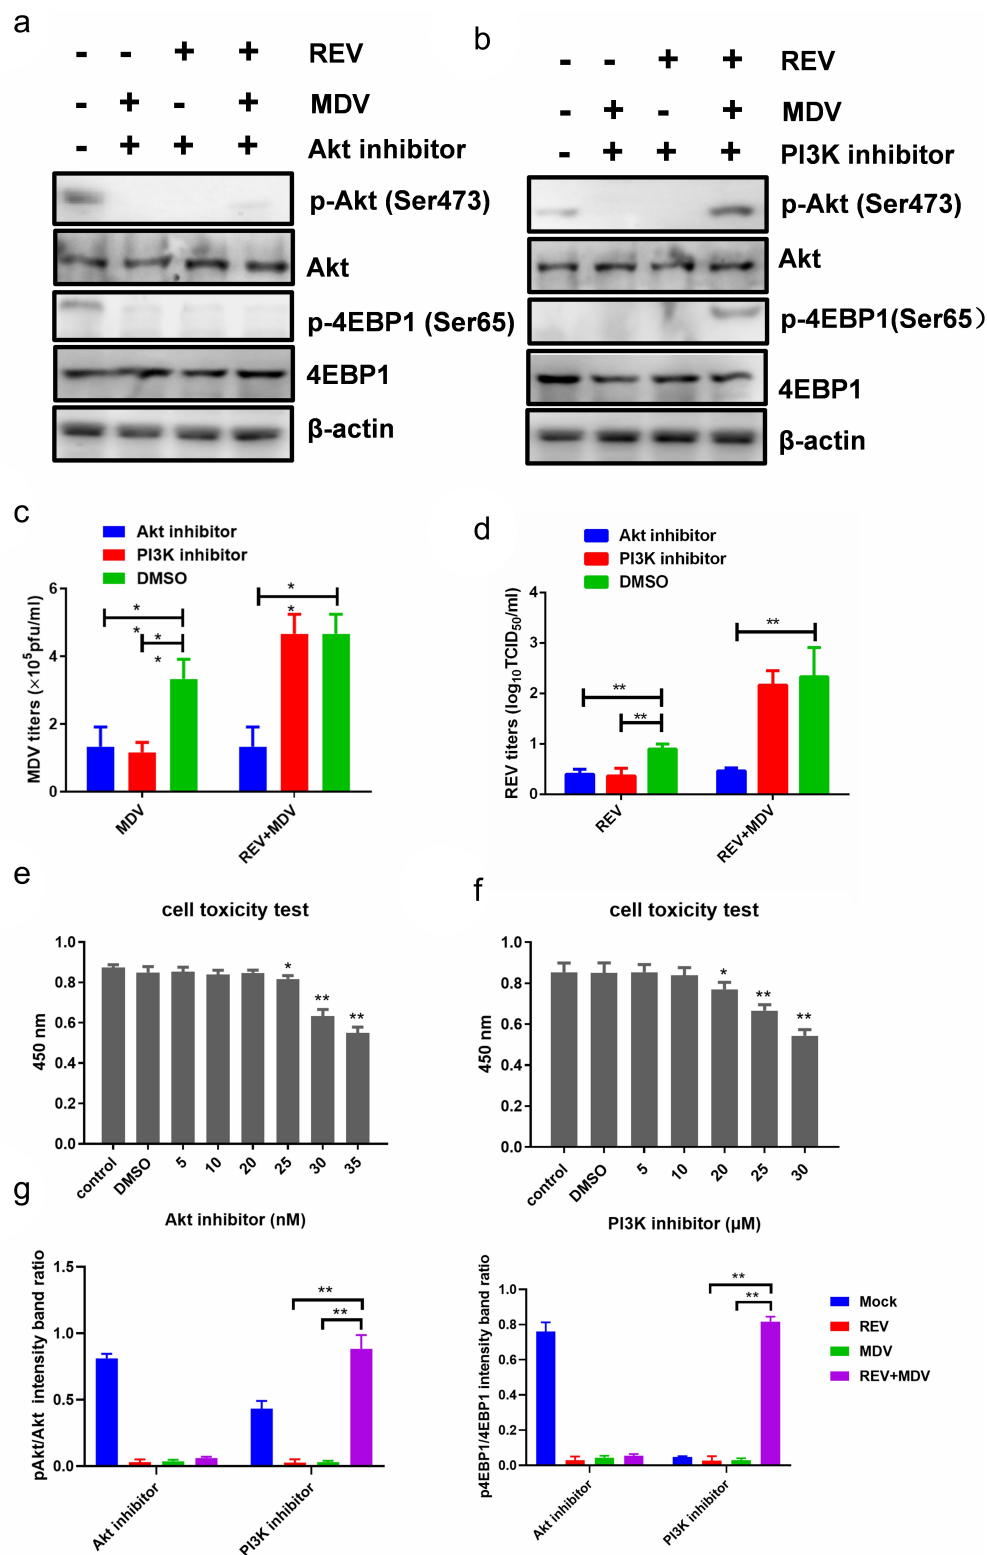 a
- - + + REV
- + - + MDV
- + + + Akt inhibitor
p-Akt (Ser473)
Akt
p-4EBP1 (Ser65)
4EBP1
β-actin
b
- - + + REV
- + - + MDV
- + + + PI3K inhibitor
p-Akt (Ser473)
Akt
p-4EBP1(Ser65）
4EBP1
β-actin
c
Akt inhibitor
PI3K inhibitor
DMSO
MDV titers (×10⁵pfu/ml)
6
4
2
0
*
*
*
*
*
*
MDV
REV+MDV
d
Akt inhibitor
PI3K inhibitor
DMSO
REV titers (log₁₀TCID₅₀/ml)
4
3
2
1
0
**
**
**
REV
REV+MDV
e
cell toxicity test
450 nm
1.0
0.8
0.6
0.4
0.2
0.0
*
**
**
control DMSO 5 10 20 25 30 35
Akt inhibitor (nM)
f
cell toxicity test
450 nm
1.0
0.8
0.6
0.4
0.2
0.0
*
**
**
control DMSO 5 10 20 25 30
PI3K inhibitor (μM)
g
pAkt/Akt intensity band ratio
1.5
1.0
0.5
0.0
**
**
Akt inhibitor
PI3K inhibitor
p4EBP1/4EBP1 intensity band ratio
1.0
0.8
0.6
0.4
0.2
0.0
**
**
Akt inhibitor
PI3K inhibitor
Mock
REV
MDV
REV+MDV